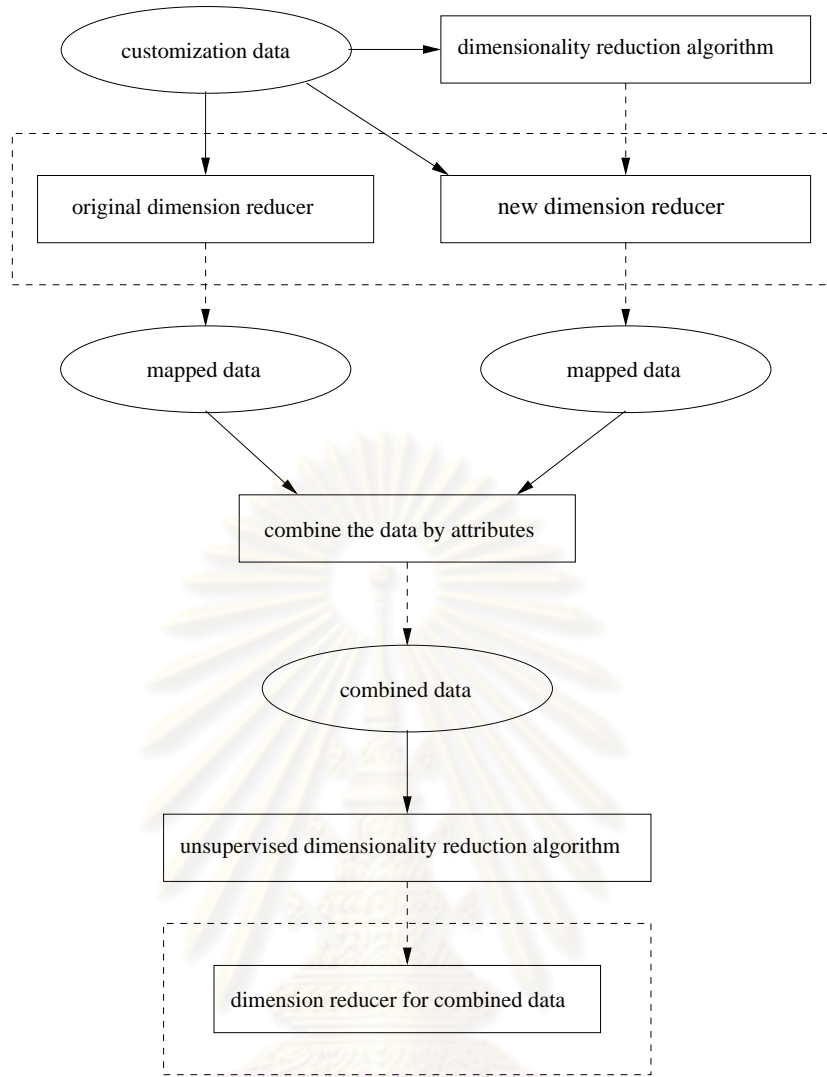 customization data
dimensionality reduction algorithm
original dimension reducer
new dimension reducer
mapped data
mapped data
combine the data by attributes
combined data
unsupervised dimensionality reduction algorithm
dimension reducer for combined data